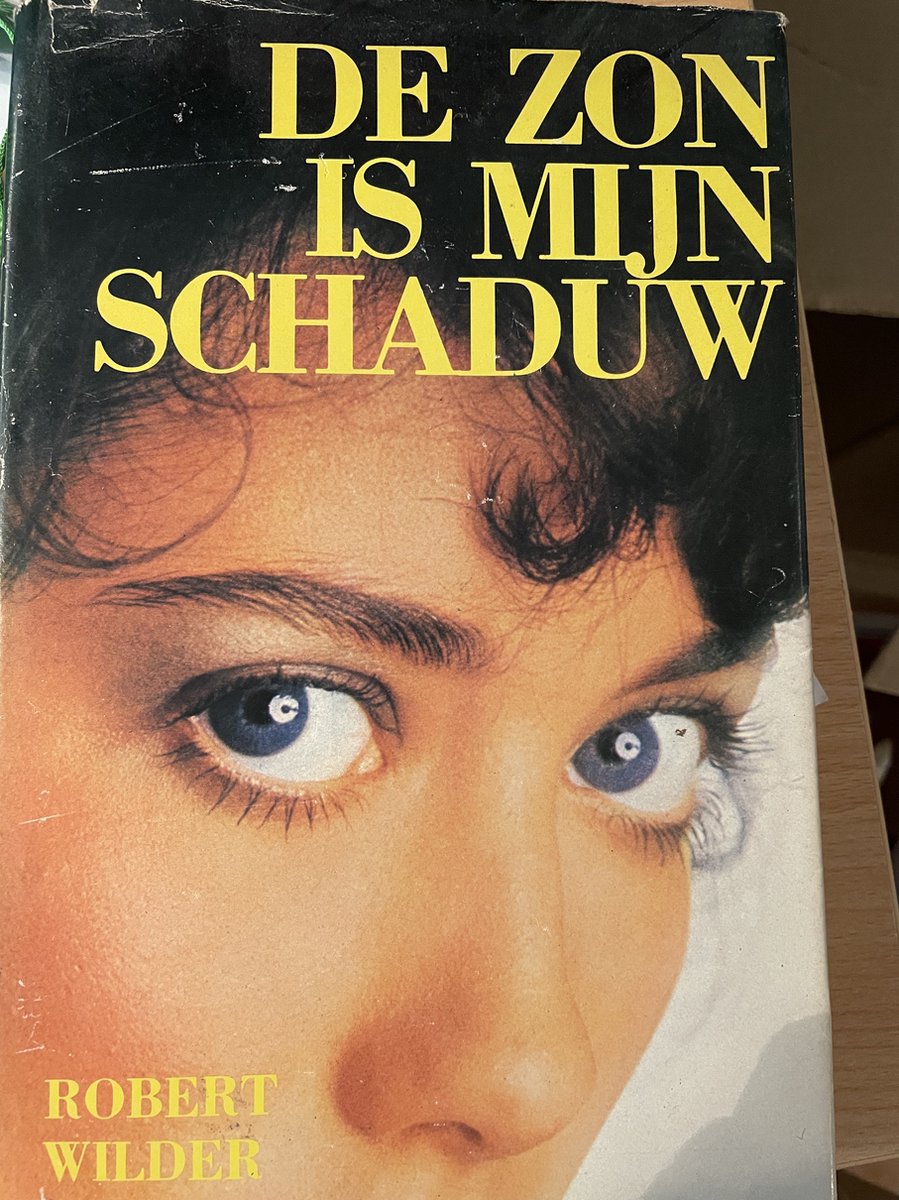 DE ZON
IS MIJN
SCHADUW
ROBERT
WILDER